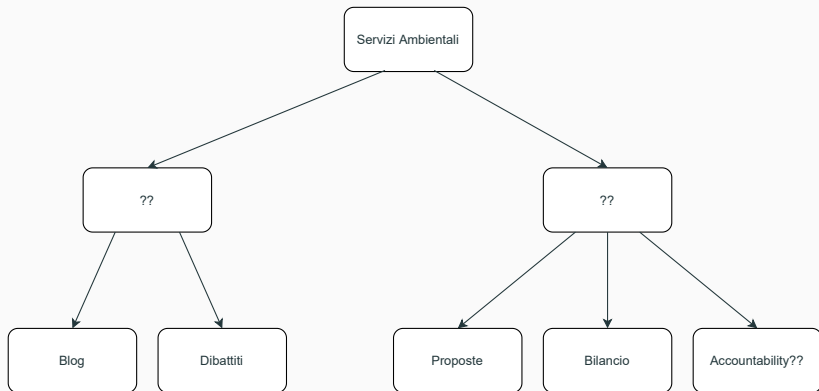 Servizi Ambientali
??
??
Blog
Dibattiti
Proposte
Bilancio
Accountability??